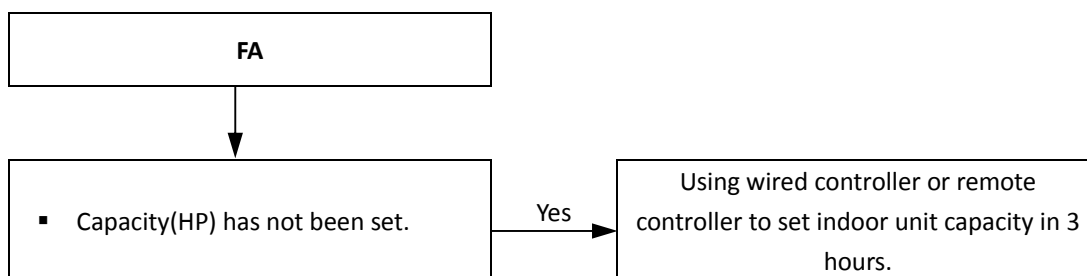 FA
▪ Capacity(HP) has not been set.
Yes
Using wired controller or remote
controller to set indoor unit capacity in 3
hours.